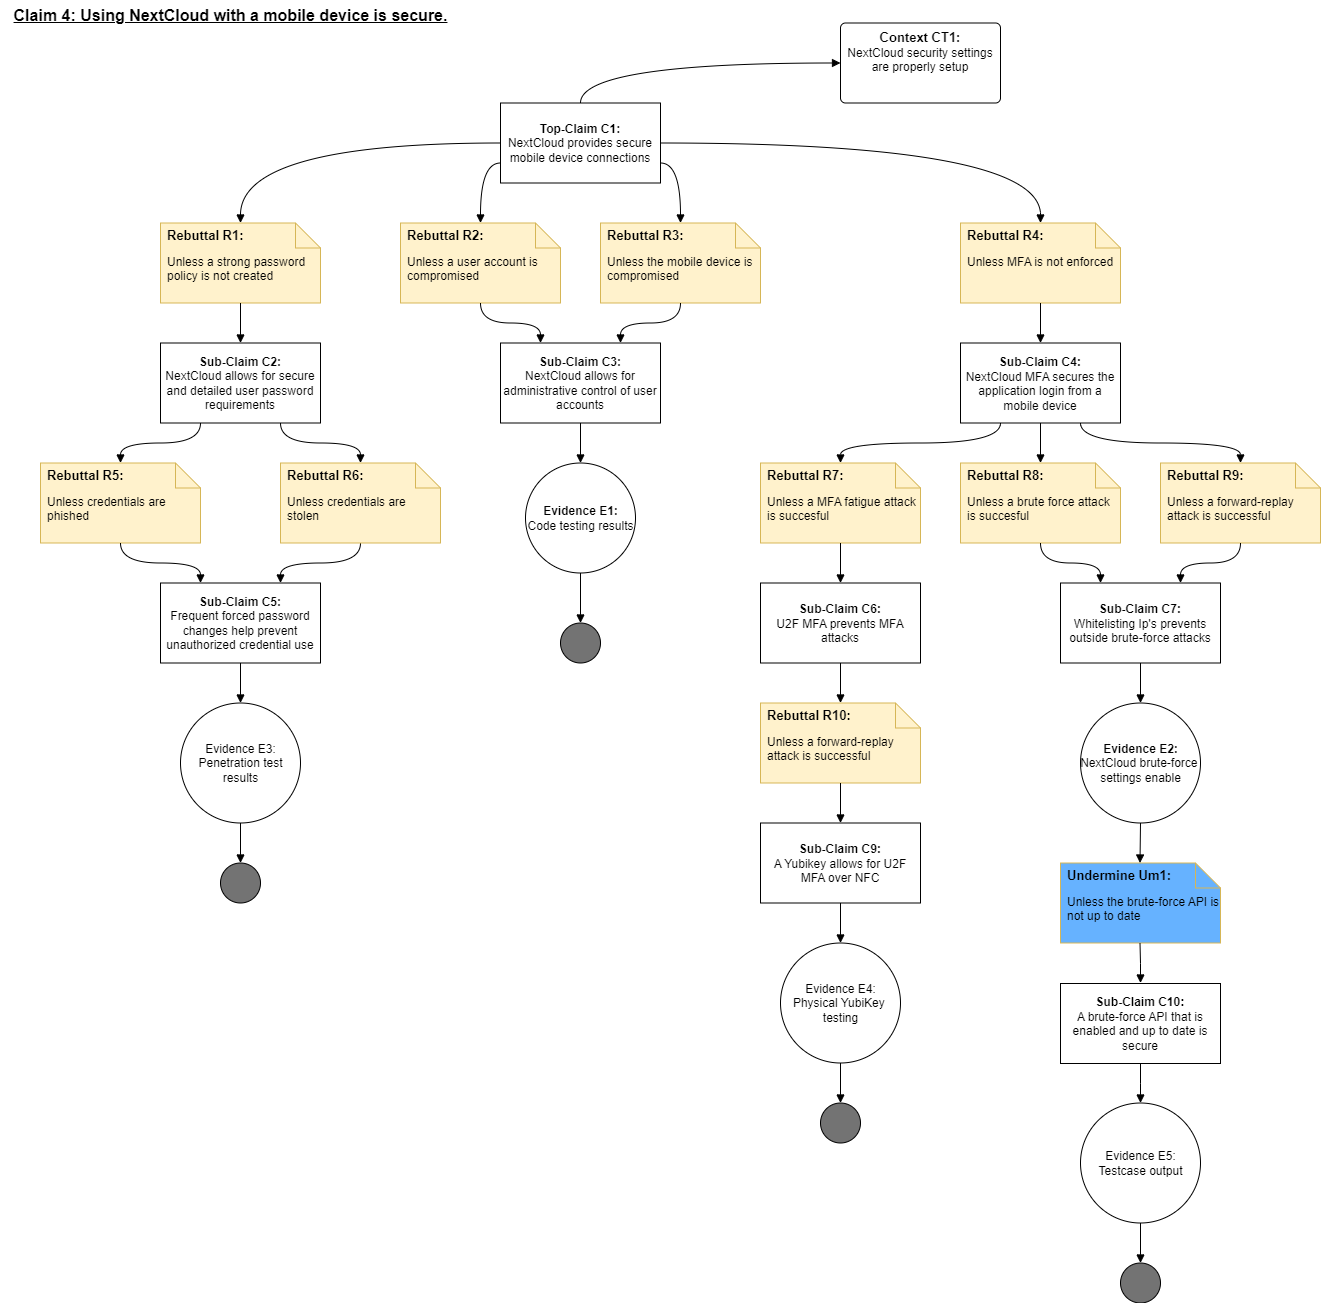 Claim 4: Using NextCloud with a mobile device is secure.
Context CT1:
NextCloud security settings
are properly setup
Top-Claim C1:
NextCloud provides secure
mobile device connections
Rebuttal R1:
Unless a strong password
policy is not created
Rebuttal R2:
Unless a user account is
compromised
Rebuttal R3:
Unless the mobile device is
compromised
Rebuttal R4:
Unless MFA is not enforced
Sub-Claim C2:
NextCloud allows for secure
and detailed user password
requirements
Sub-Claim C3:
NextCloud allows for
administrative control of user
accounts
Sub-Claim C4:
NextCloud MFA secures the
application login from a
mobile device
Rebuttal R5:
Unless credentials are
phished
Rebuttal R6:
Unless credentials are
stolen
Evidence E1:
Code testing results
Rebuttal R7:
Unless a MFA fatigue attack
is succesful
Rebuttal R8:
Unless a brute force attack
is succesful
Rebuttal R9:
Unless a forward-replay
attack is successful
Sub-Claim C5:
Frequent forced password
changes help prevent
unauthorized credential use
Sub-Claim C6:
U2F MFA prevents MFA
attacks
Sub-Claim C7:
Whitelisting Ip's prevents
outside brute-force attacks
Evidence E3:
Penetration test
results
Rebuttal R10:
Unless a forward-replay
attack is successful
Evidence E2:
NextCloud brute-force
settings enable
Sub-Claim C9:
A Yubikey allows for U2F
MFA over NFC
Undermine Um1:
Unless the brute-force API is
not up to date
Evidence E4:
Physical YubiKey
testing
Sub-Claim C10:
A brute-force API that is
enabled and up to date is
secure
Evidence E5:
Testcase output